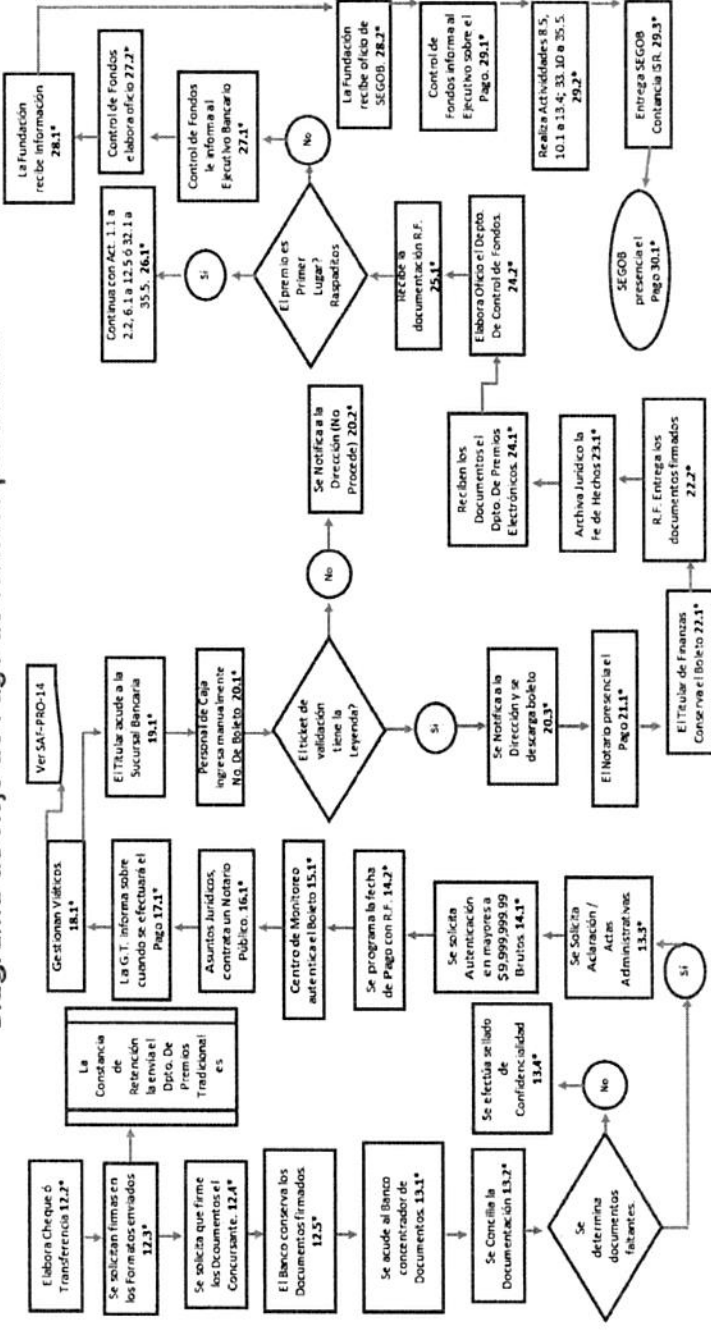 Elabora Cheque ó
Transferencia 12.2*
Se solicitan firmas en
los Formatos enviados
12.3*
La
Constancia
de
Retención
la envía el
Dpto. De
Premios
Tradicional
es
Se solicita que firme
los Dcoumentos el
Concursante. 12.4*
El Banco conserva los
Documentos firmados.
12.5*
Se acude al Banco
concentrador de
Documentos. 13.1*
Se Concilia la
Documentación 13.2*
Se
determina
documentos
faltantes.
No
Se efectúa sellado
de
Confidencialidad
13.4*
Sí
Se Solicita
Aclaración /
Actas
Administrativas.
13.3*
Se solicita
Autenticación
en mayores a
$9,999,999.99
Brutos. 14.1*
Se programa la fecha
de Pago con R.F. 14.2*
Centro de Monitoreo
autentica el Boleto 15.1*
Asuntos Jurídicos,
contrata un Notario
Público. 16.1*
La G.T. informa sobre
cuando se efectuará el
Pago 17.1*
Gestionan Viáticos.
18.1*
Ver SAF-PRO-14
El Titular acude a la
Sucursal Bancaria
19.1*
Personal de Caja
ingresa manualmente
No. De Boleto 20.1*
El ticket de
validación
tiene la
Leyenda?
No
Se Notifica a la
Dirección (No
Procede) 20.2*
Sí
Se Notifica a la
Dirección y se
descarga boleto
20.3*
El Notario presencia el
Pago 21.1*
El Titular de Finanzas
Conserva el Boleto 22.1*
R.F. Entrega los
documentos firmados
22.2*
Archiva Jurídico la
Fe de Hechos 23.1*
Reciben los
Documentos el
Dpto. De Premios
Electrónicos. 24.1*
Elabora Oficio el Depto.
De Control de Fondos.
24.2*
Recibe la
documentación R.F.
25.1*
El premio es
Primer
Lugar?
Raspaditos
Sí
Continua con Act. 1.1 a
2.2, 6.1 a 12.5 ó 32.1 a
35.5. 26.1*
No
Control de Fondos
le informa al
Ejecutivo Bancario
27.1*
Control de Fondos
elabora oficio 27.2*
La Fundación
recibe Información
28.1*
La Fundación
recibe oficio de
SEGOB. 28.2*
Control de
Fondos informa al
Ejecutivo sobre el
Pago. 29.1*
Realiza Actividdades 8.5,
10.1 a 13.4; 33.10 a 35.5.
29.2*
Entrega SEGOB
Contancia ISR. 29.3*
SEGOB
presencia el
Pago 30.1*